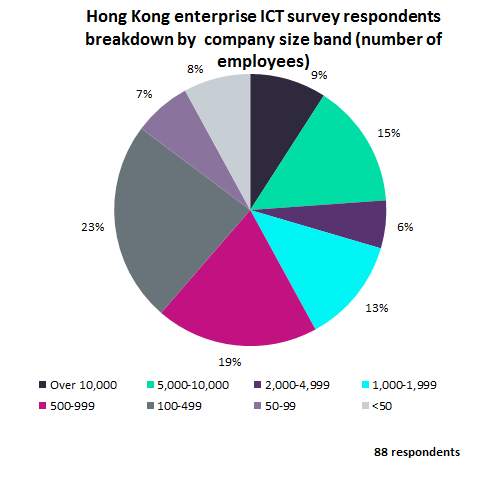 Hong Kong enterprise ICT survey respondents
breakdown by company size band (number of
employees)
8%
9%
7%
15%
23%
6%
13%
19%
Over 10,000 5,000-10,000 2,000-4,999 1,000-1,999
500-999 100-499 50-99 <50
88 respondents